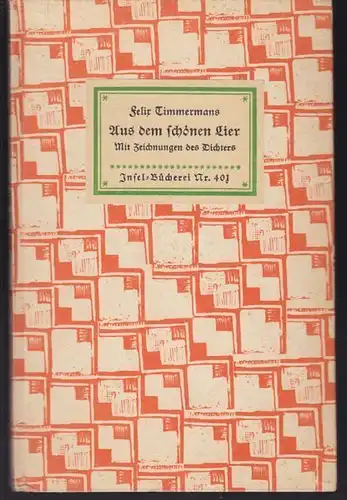 Felix Timmermans
Aus dem schönen Lier
Mit Zeichnungen des Dichters
Insel-Bücherei Nr. 401